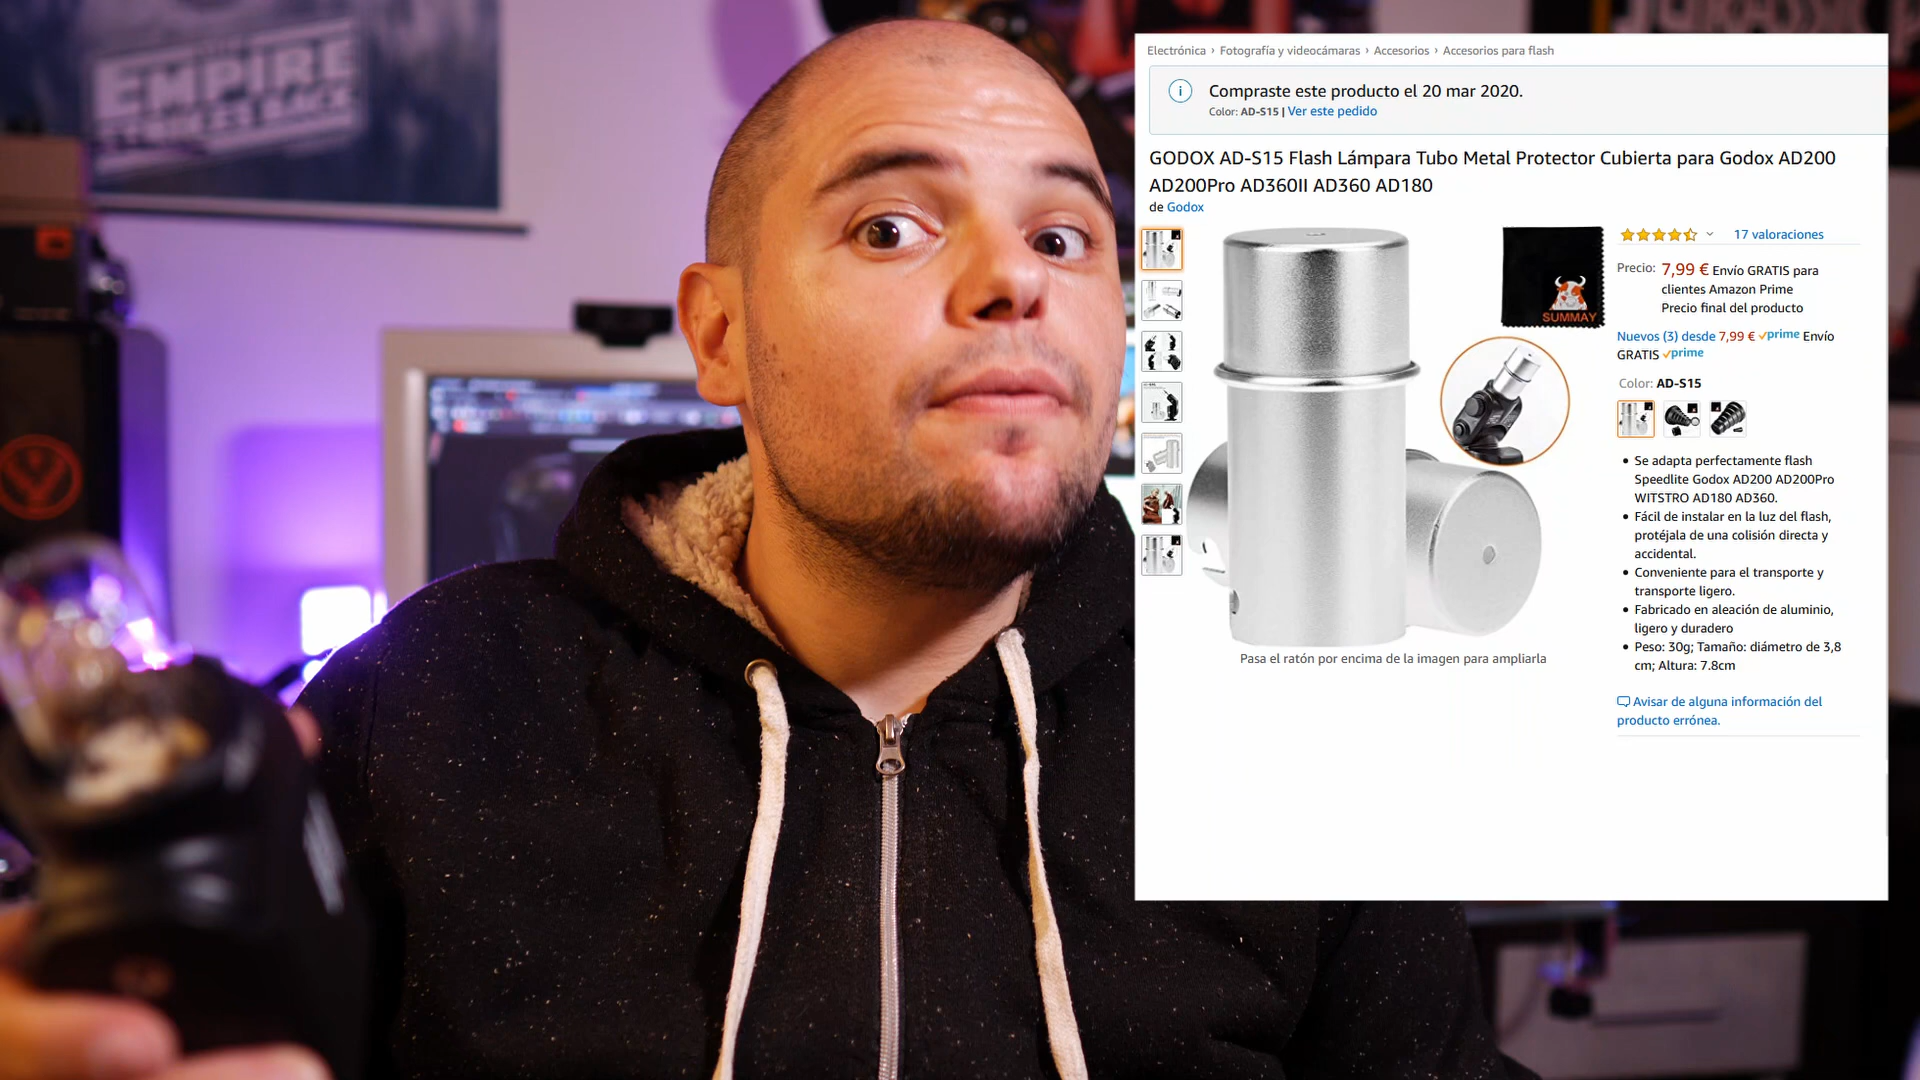 EMPIRE
STRIKES BACK
JURASSIC P
Electrónica › Fotografía y videocámaras › Accesorios › Accesorios para flash
Compraste este producto el 20 mar 2020.
Color: AD-S15 | Ver este pedido
GODOX AD-S15 Flash Lámpara Tubo Metal Protector Cubierta para Godox AD200
AD200Pro AD360II AD360 AD180
de Godox
SUMMAY
17 valoraciones
Precio: 7,99 € Envío GRATIS para
clientes Amazon Prime
Precio final del producto
Nuevos (3) desde 7,99 € prime Envío
GRATIS prime
Color: AD-S15
Se adapta perfectamente flash
Speedlite Godox AD200 AD200Pro
WITSTRO AD180 AD360.
Fácil de instalar en la luz del flash,
protéjala de una colisión directa y
accidental.
Conveniente para el transporte y
transporte ligero.
Fabricado en aleación de aluminio,
ligero y duradero
Peso: 30g; Tamaño: diámetro de 3,8
cm; Altura: 7.8cm
Avisar de alguna información del
producto errónea.
Pasa el ratón por encima de la imagen para ampliarla